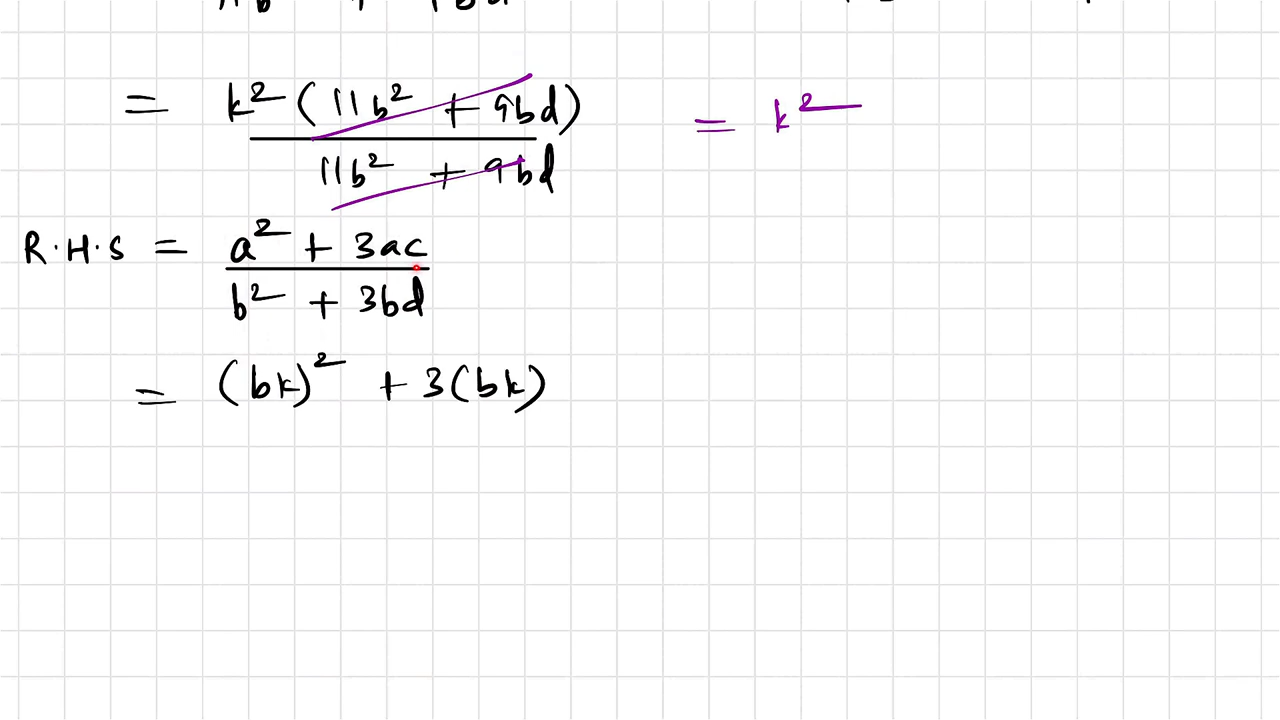 = k² (11b² + 9bd) = k²
11b² + 9bd
R.H.S = a² + 3ac
b² + 3bd
= (bk)² + 3(bk)